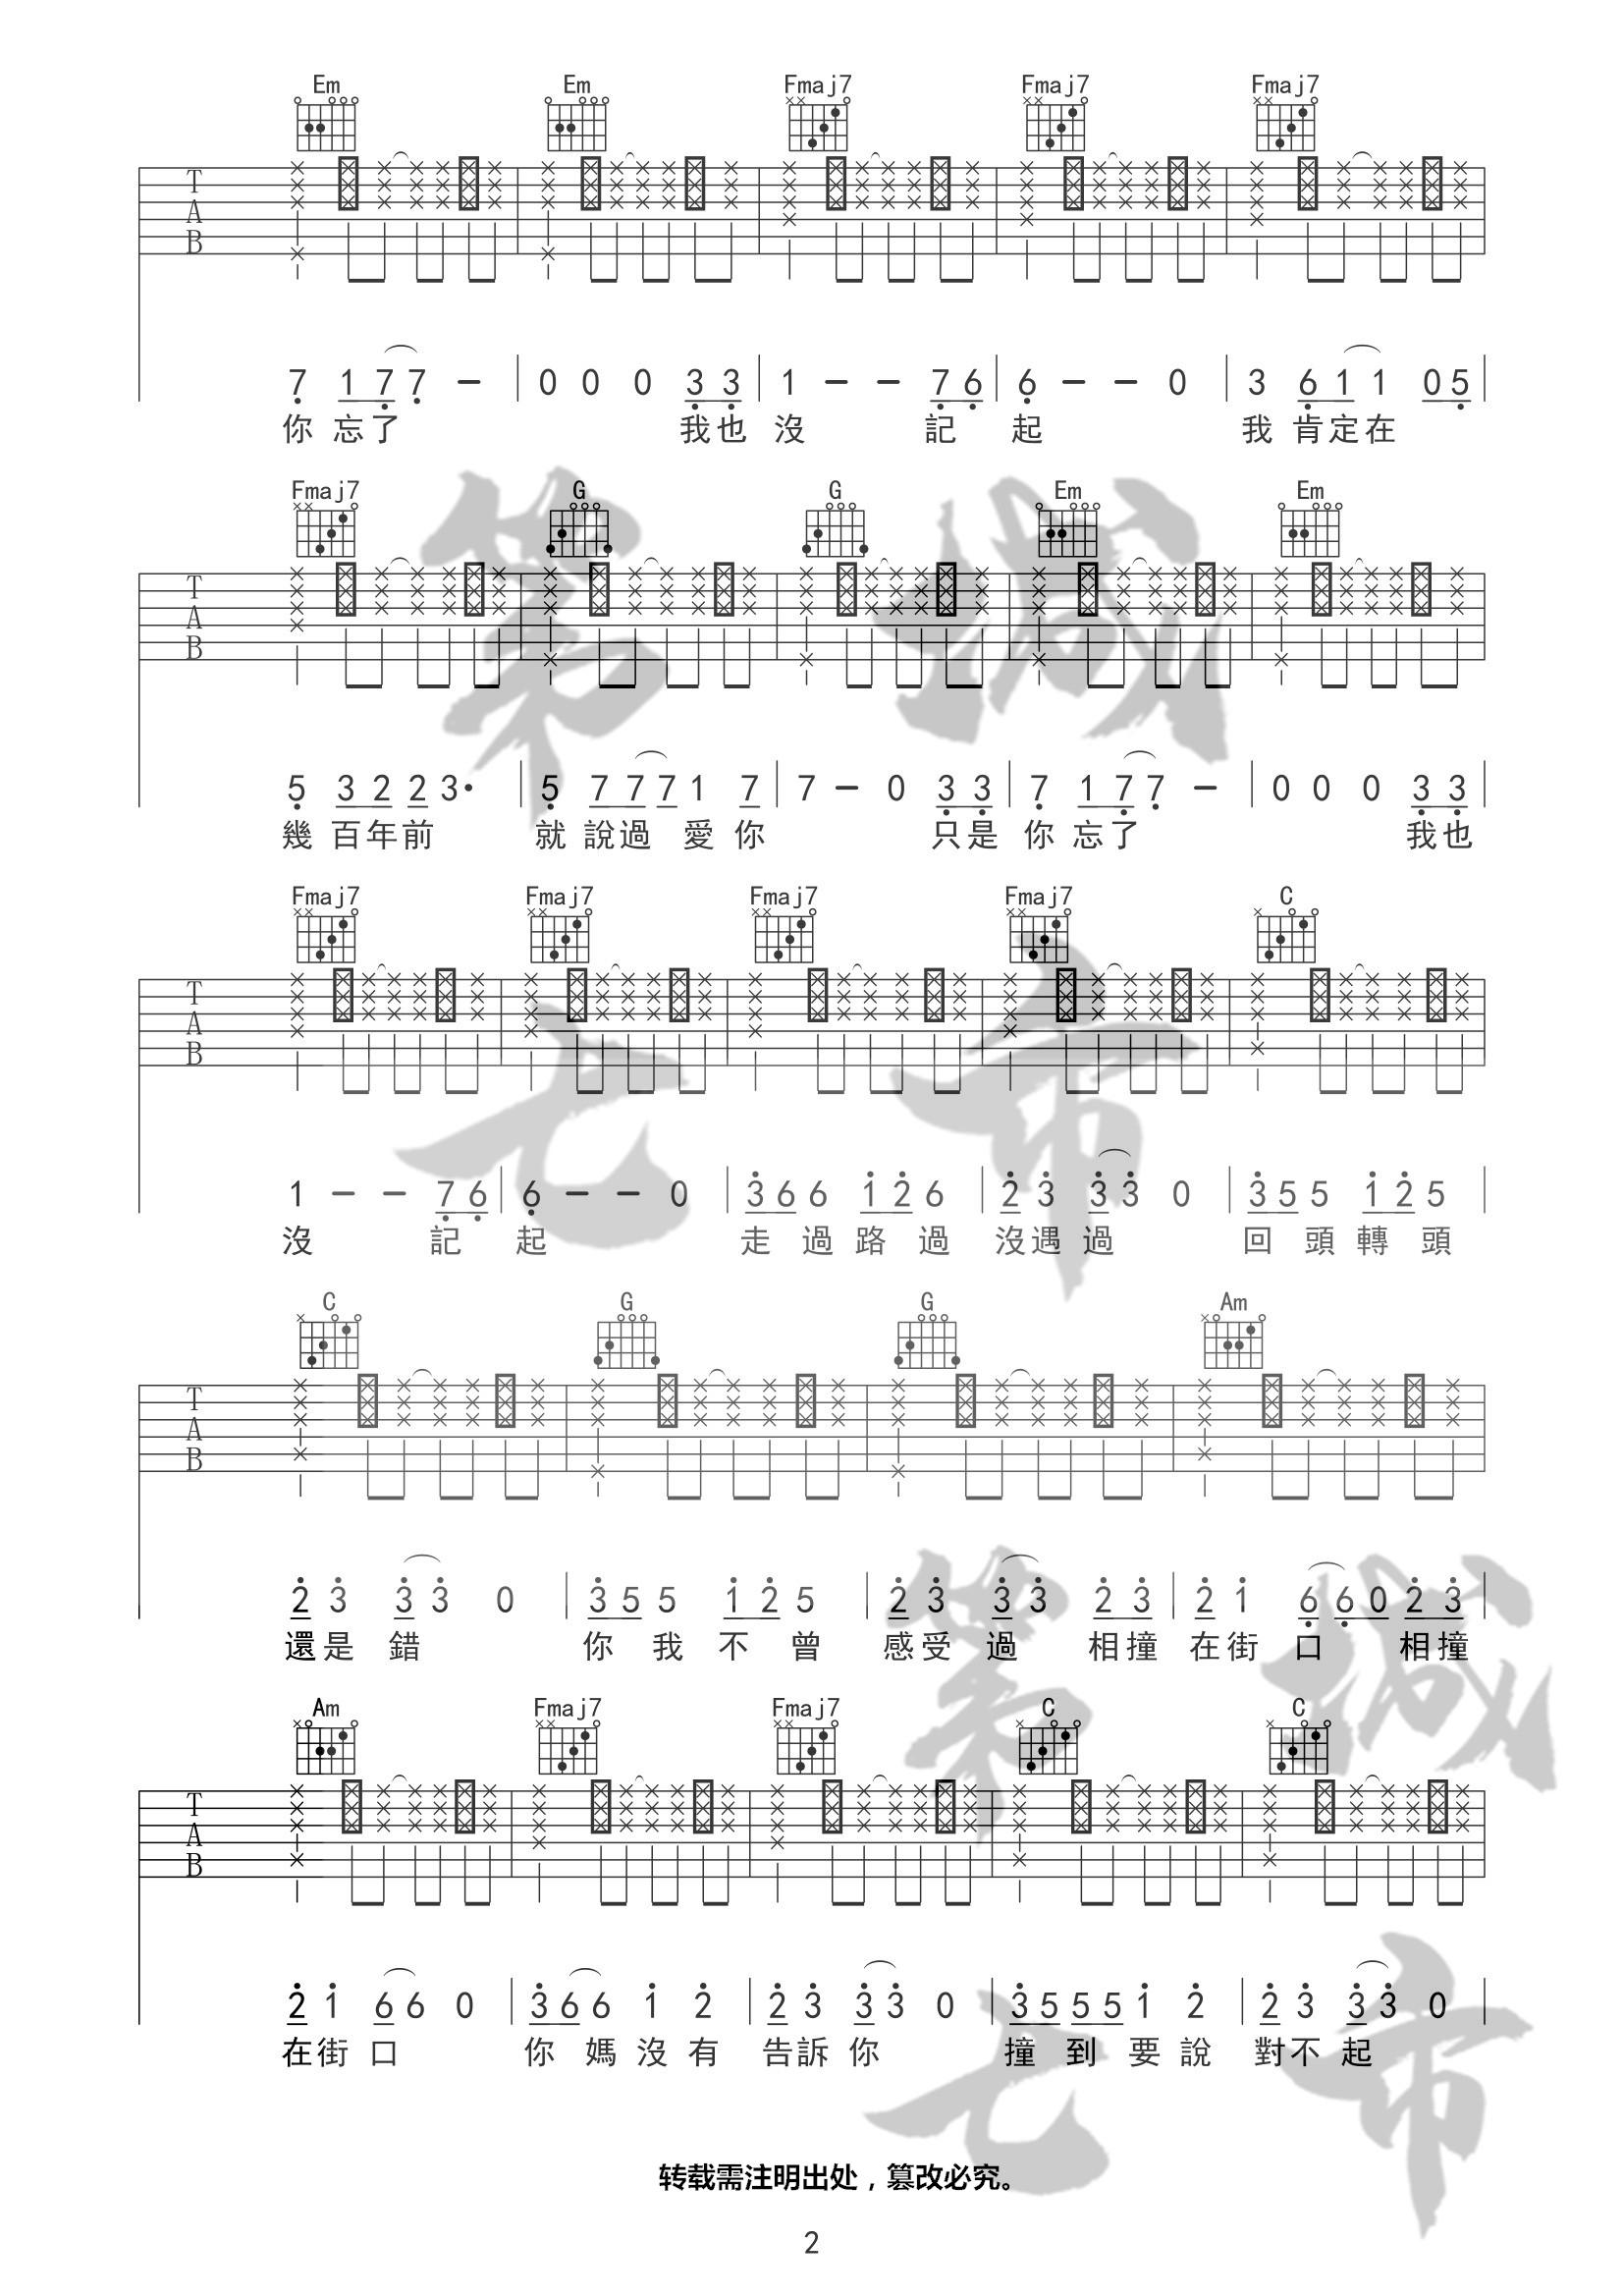 Em Em Fmaj7 Fmaj7 Fmaj7
T
A
B
7 1 7 7 - | 0 0 0 3 3 | 1 - - 7 6 | 6 - - 0 | 3 6 1 1 0 5 |
你 忘了 我也 沒 記 起 我 肯定在
Fmaj7 G G Em Em
T
A
B
5 3 2 2 3· | 5 7 7 7 1 7 | 7 - 0 3 3 | 7 1 7 7 - | 0 0 0 3 3 |
幾 百年前 就 說過 愛 你 只是 你 忘了 我也
Fmaj7 Fmaj7 Fmaj7 Fmaj7 C
T
A
B
1 - - 7 6 | 6 - - 0 | 3 6 6 1 2 6 | 2 3 3 3 0 | 3 5 5 1 2 5 |
沒 記 起 走 過 路 過 沒遇 過 回 頭 轉 頭
C G G Am
T
A
B
2 3 3 3 0 | 3 5 5 1 2 5 | 2 3 3 3 2 3 | 2 1 6 6 0 2 3 |
還是 錯 你 我 不 曾 感受 過 相撞 在街 口 相撞
Am Fmaj7 Fmaj7 C C
T
A
B
2 1 6 6 0 | 3 6 6 1 2 | 2 3 3 3 0 | 3 5 5 5 1 2 | 2 3 3 3 0 |
在街 口 你 媽 沒 有 告訴 你 撞 到 要 說 對不 起
第 城
七 市
第 城
七 市
转载需注明出处，篡改必究。
2